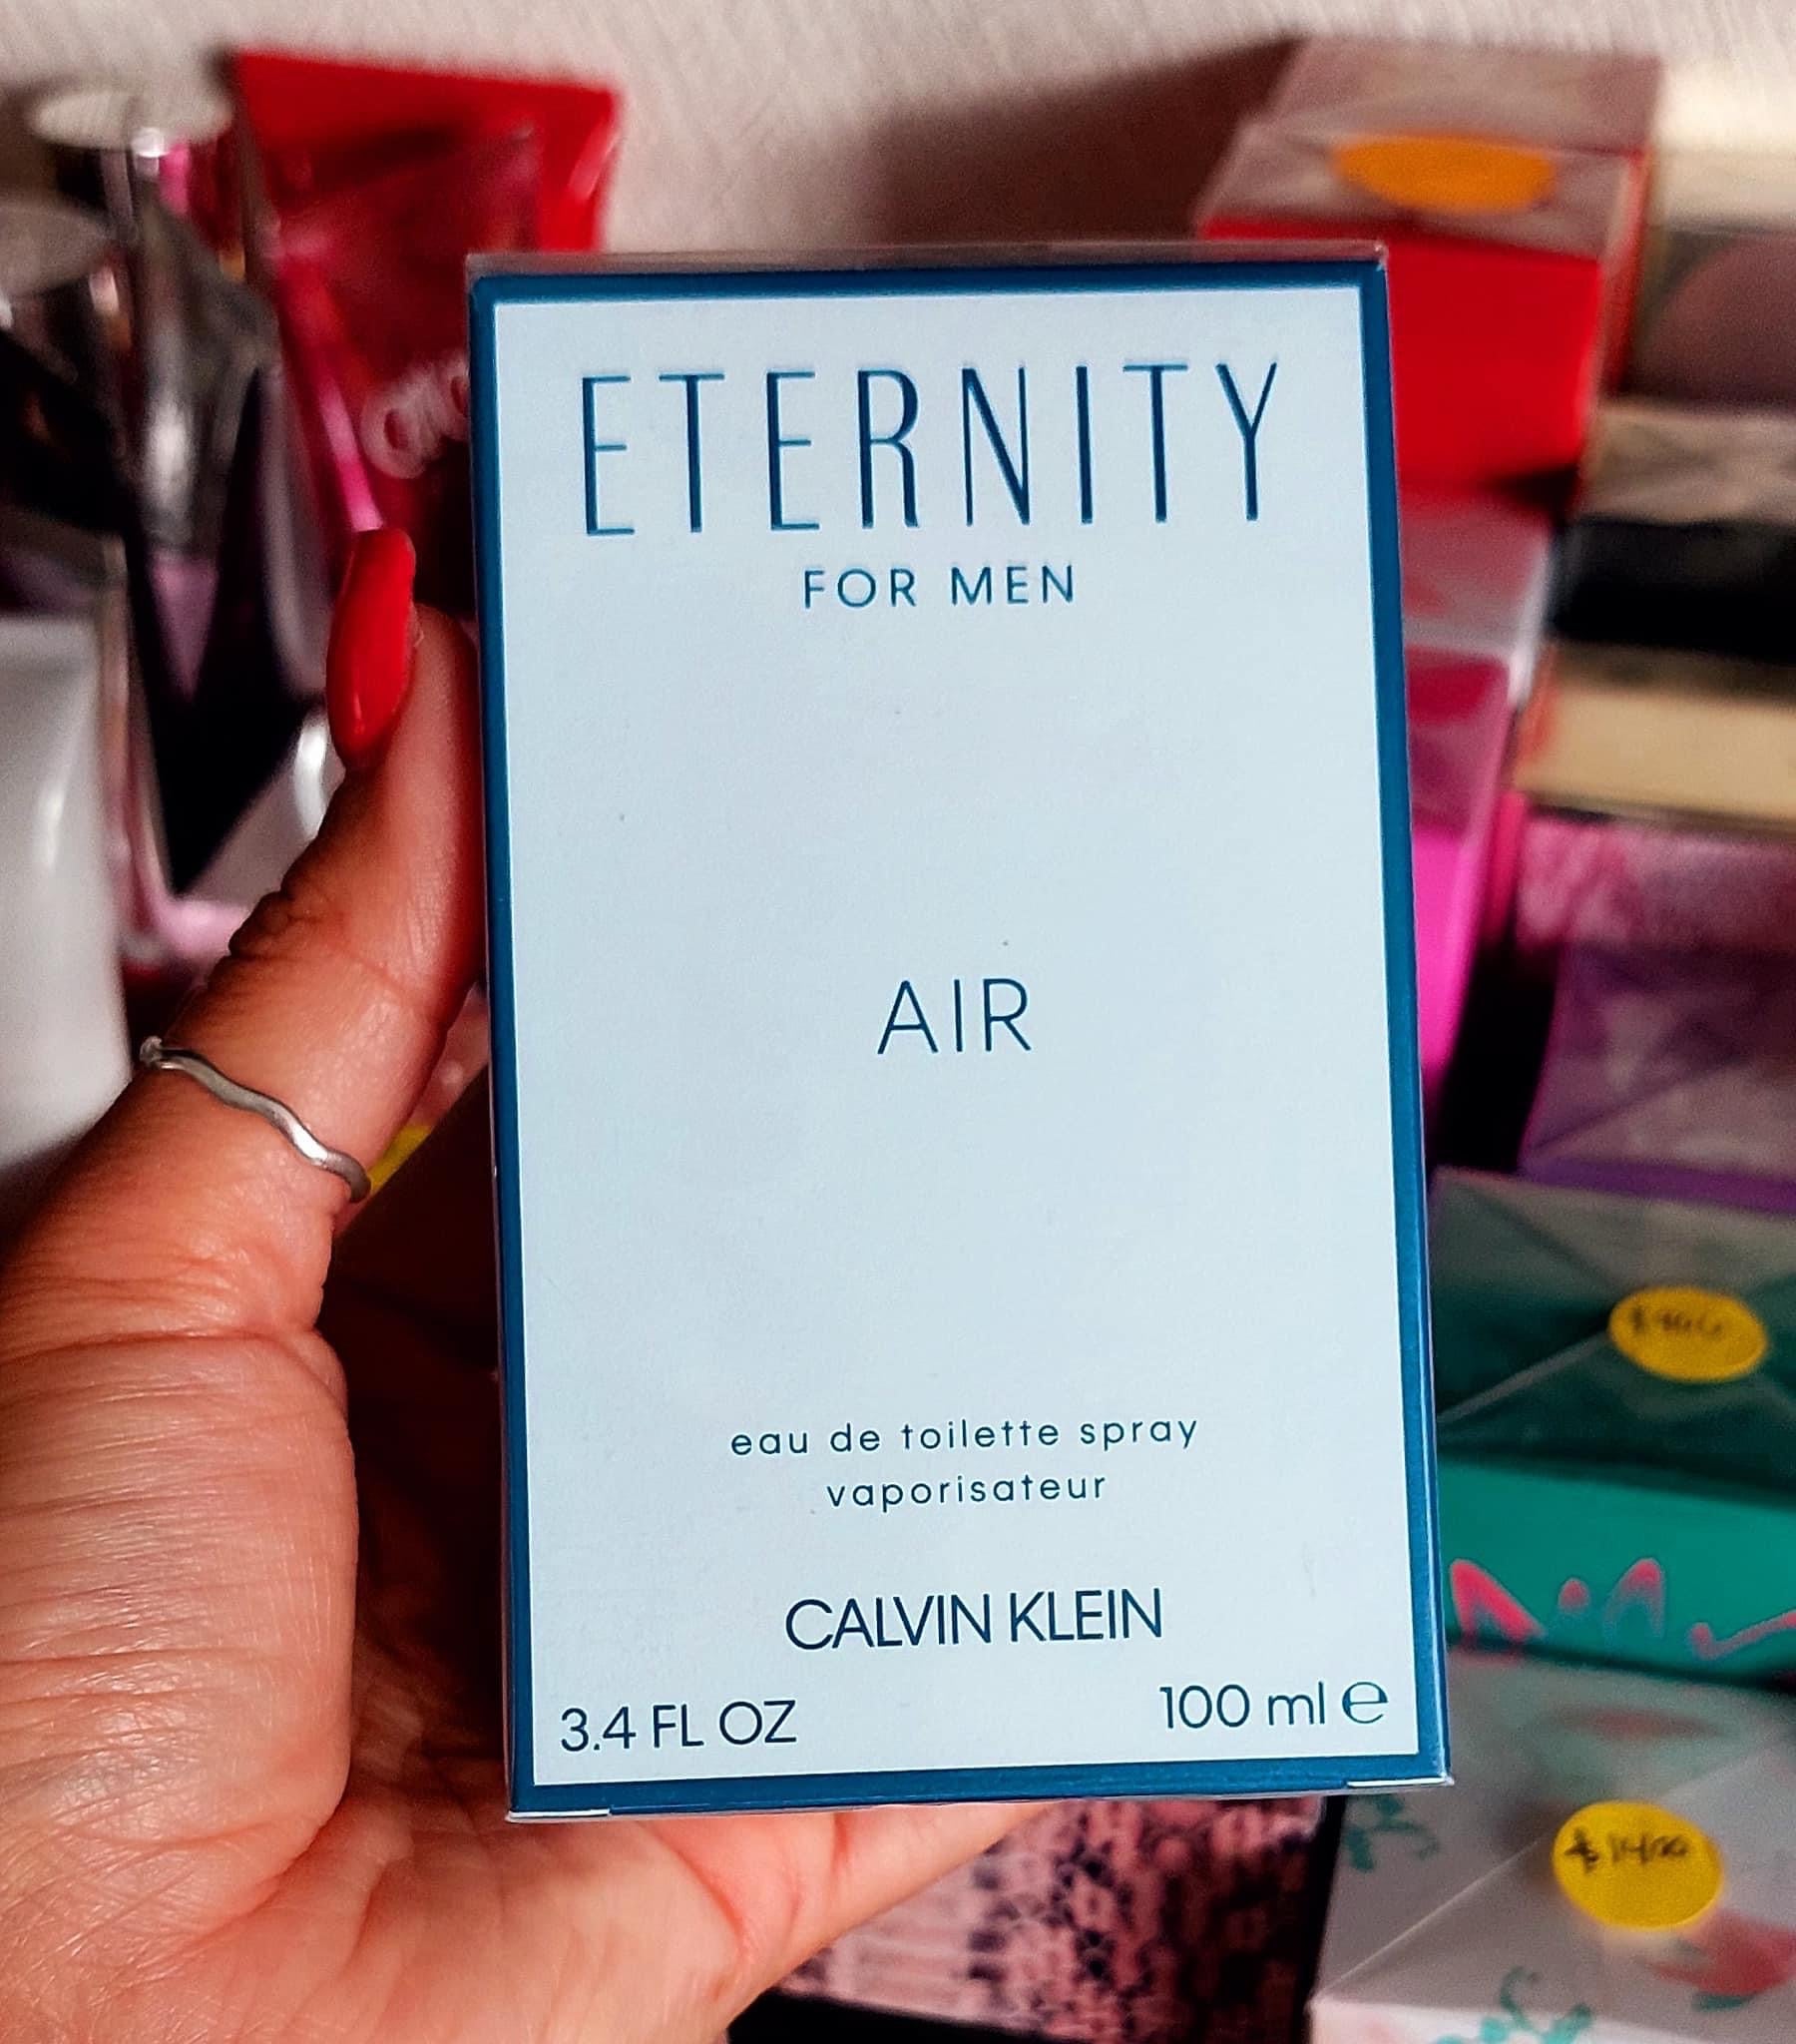 ETERNITY
FOR MEN
AIR
eau de toilette spray
vaporisateur
CALVIN KLEIN
3.4 FL OZ 100 ml e